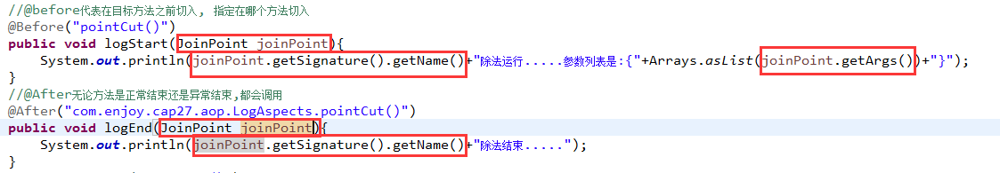 //@before代表在目标方法之前切入, 指定在哪个方法切入
@Before("pointCut()")
public void logStart(JoinPoint joinPoint){
System.out.println(joinPoint.getSignature().getName()+"除法运行.....参数列表是:{"+Arrays.asList(joinPoint.getArgs())+"}");
}
//@After无论方法是正常结束还是异常结束,都会调用
@After("com.enjoy.cap27.aop.LogAspects.pointCut()")
public void logEnd(JoinPoint joinPoint){
System.out.println(joinPoint.getSignature().getName()+"除法结束.....");
}